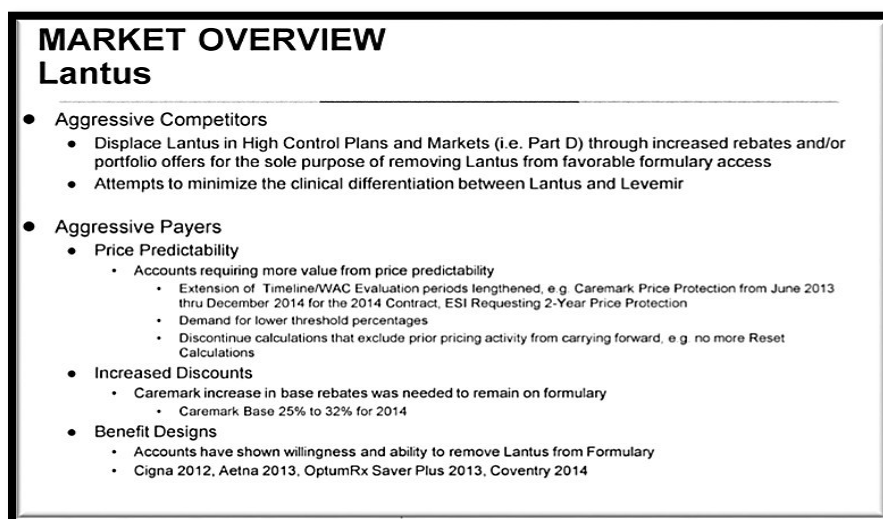 MARKET OVERVIEW
Lantus
● Aggressive Competitors
● Displace Lantus in High Control Plans and Markets (i.e. Part D) through increased rebates and/or
portfolio offers for the sole purpose of removing Lantus from favorable formulary access
● Attempts to minimize the clinical differentiation between Lantus and Levemir
● Aggressive Payers
● Price Predictability
• Accounts requiring more value from price predictability
• Extension of Timeline/WAC Evaluation periods lengthened, e.g. Caremark Price Protection from June 2013
thru December 2014 for the 2014 Contract, ESI Requesting 2-Year Price Protection
• Demand for lower threshold percentages
• Discontinue calculations that exclude prior pricing activity from carrying forward, e.g. no more Reset
Calculations
● Increased Discounts
• Caremark increase in base rebates was needed to remain on formulary
• Caremark Base 25% to 32% for 2014
● Benefit Designs
• Accounts have shown willingness and ability to remove Lantus from Formulary
• Cigna 2012, Aetna 2013, OptumRx Saver Plus 2013, Coventry 2014